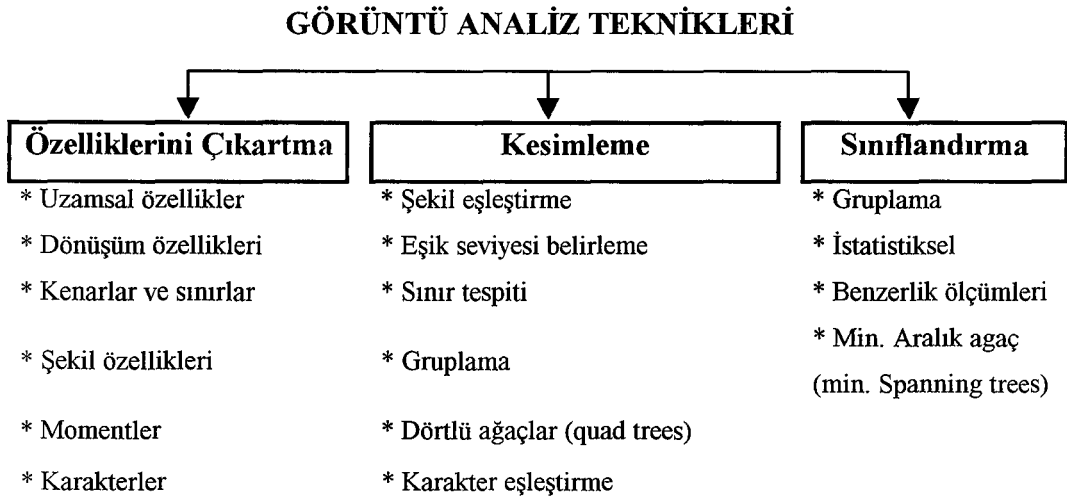 GÖRÜNTÜ ANALİZ TEKNİKLERİ
Özelliklerini Çıkartma
* Uzamsal özellikler
* Dönüşüm özellikleri
* Kenarlar ve sınırlar
* Şekil özellikleri
* Momentler
* Karakterler
Kesimleme
* Şekil eşleştirme
* Eşik seviyesi belirleme
* Sınır tespiti
* Gruplama
* Dörtlü ağaçlar (quad trees)
* Karakter eşleştirme
Sınıflandırma
* Gruplama
* İstatistiksel
* Benzerlik ölçümleri
* Min. Aralık agaç
(min. Spanning trees)